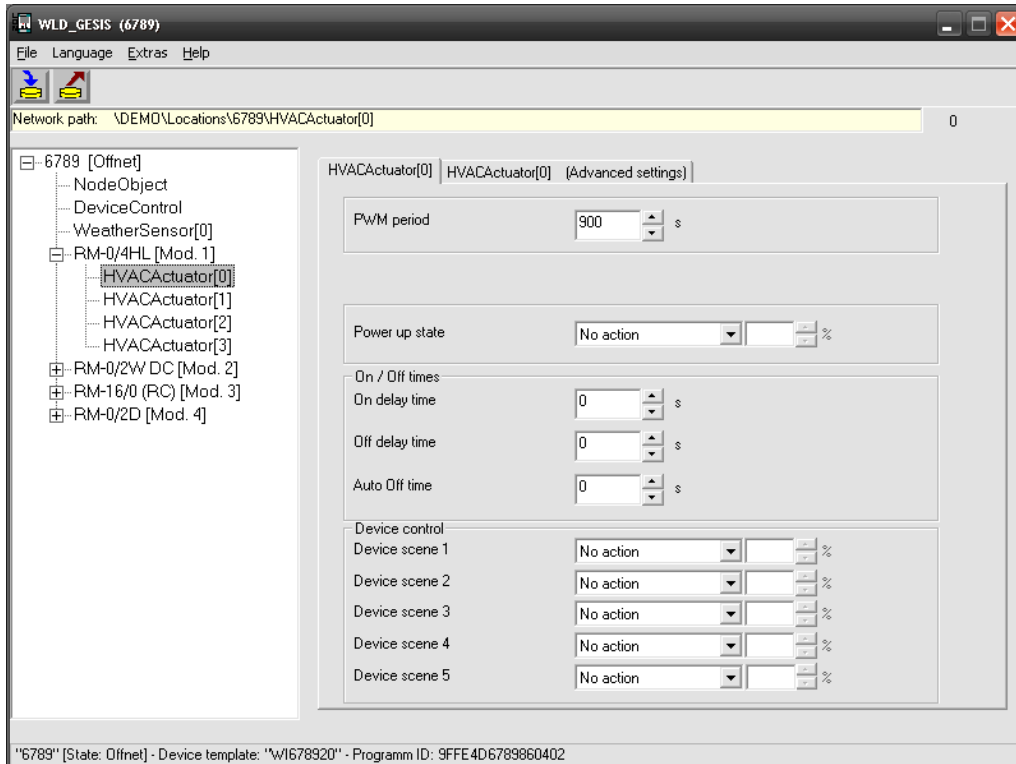 WLD_GESIS (6789)
File Language Extras Help
Network path: \DEMO\Locations\6789\HVACActuator[0]
0
6789 [Offnet]
NodeObject
DeviceControl
WeatherSensor[0]
RM-0/4HL [Mod. 1]
HVACActuator[0]
HVACActuator[1]
HVACActuator[2]
HVACActuator[3]
RM-0/2W DC [Mod. 2]
RM-16/0 (RC) [Mod. 3]
RM-0/2D [Mod. 4]
HVACActuator[0] HVACActuator[0] (Advanced settings)
PWM period 900 s
Power up state No action %
On / Off times
On delay time 0 s
Off delay time 0 s
Auto Off time 0 s
Device control
Device scene 1 No action %
Device scene 2 No action %
Device scene 3 No action %
Device scene 4 No action %
Device scene 5 No action %
"6789" [State: Offnet] - Device template: "WI678920" - Programm ID: 9FFE4D6789860402